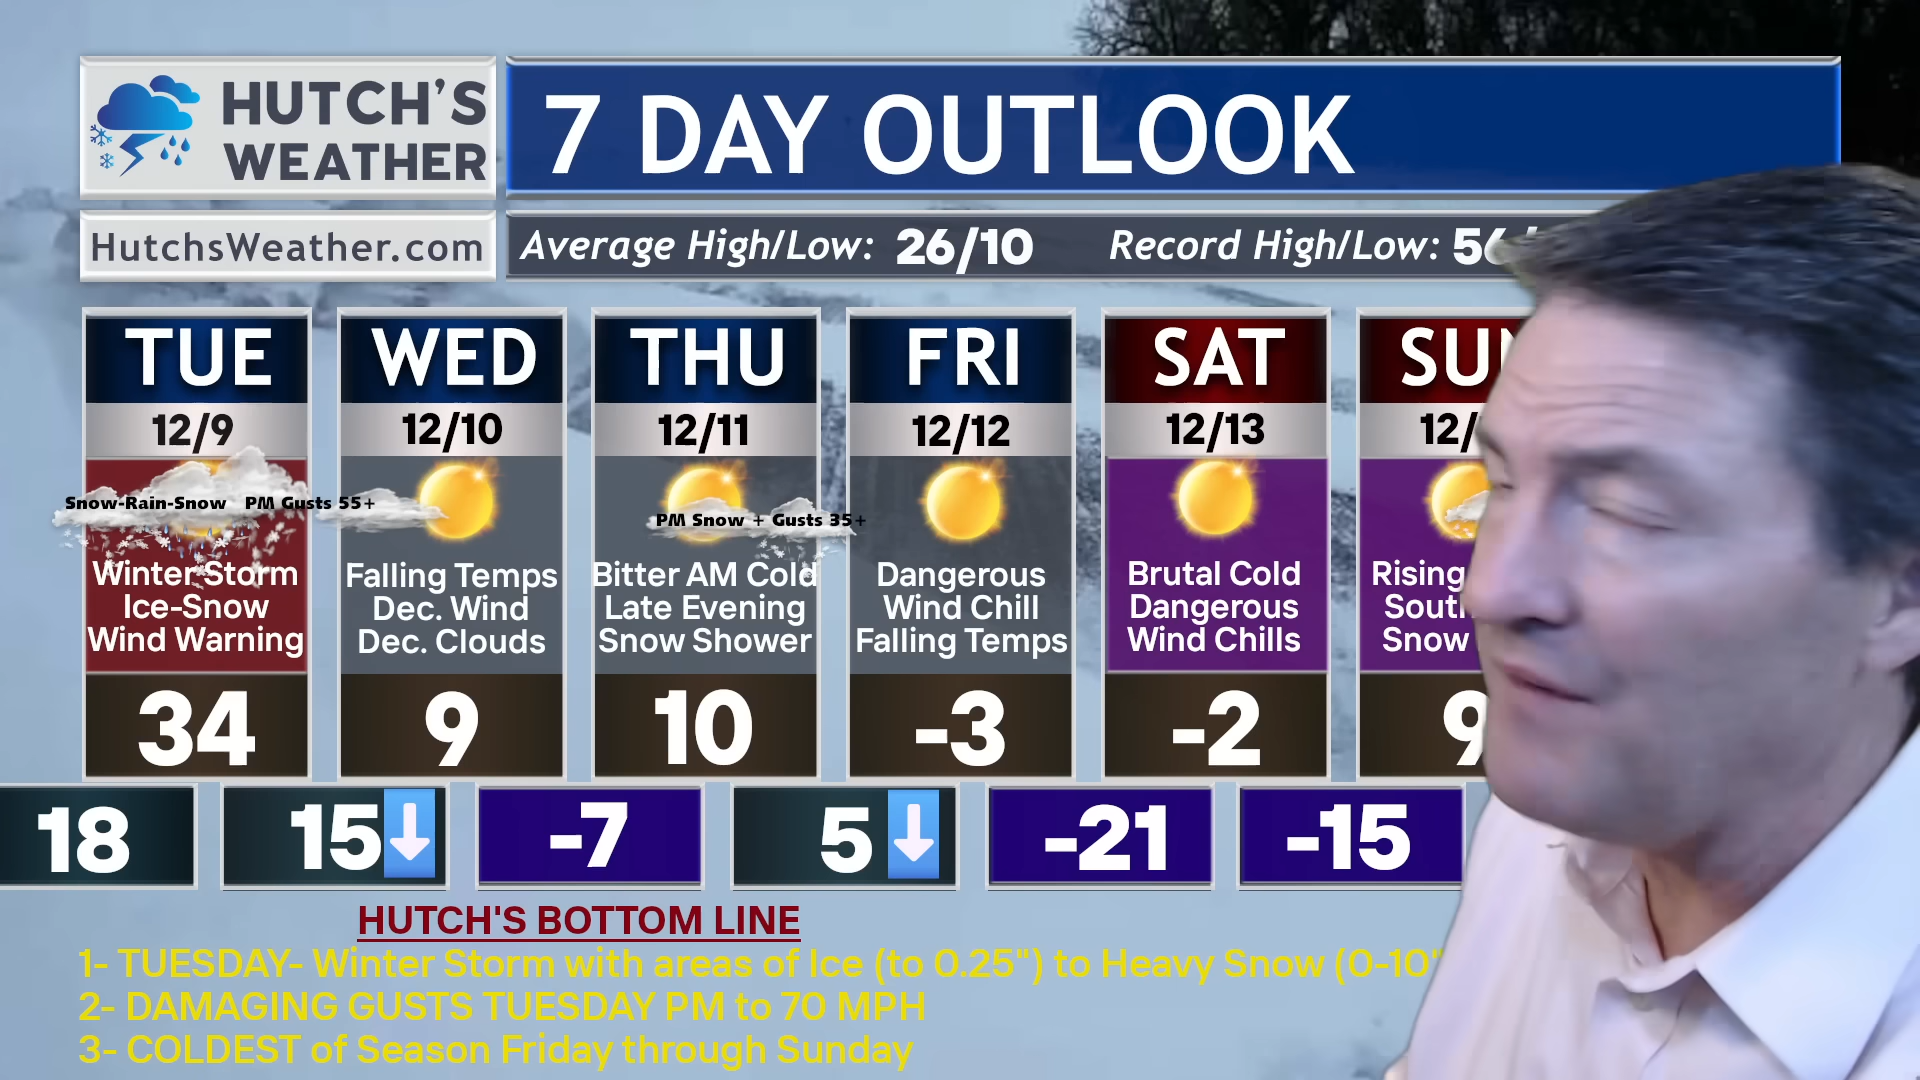 HUTCH'S
WEATHER
7 DAY OUTLOOK
HutchsWeather.com
Average High/Low: 26/10 Record High/Low:
TUE
12/9
Snow-Rain-Snow PM Gusts 55+
Winter Storm
Ice-Snow
Wind Warning
34
WED
12/10
Falling Temps
Dec. Wind
Dec. Clouds
9
THU
12/11
PM Snow + Gusts 35+
Bitter AM Cold
Late Evening
Snow Shower
10
FRI
12/12
Dangerous
Wind Chill
Falling Temps
-3
SAT
12/13
Brutal Cold
Dangerous
Wind Chills
-2
SUN
Rising
Snow
9
18
15
-7
5
-21
-15
HUTCH'S BOTTOM LINE
1- TUESDAY- Winter Storm with areas of Ice (to 0.25") to Heavy Snow (0-10"
2- DAMAGING GUSTS TUESDAY PM to 70 MPH
3- COLDEST of Season Friday through Sunday